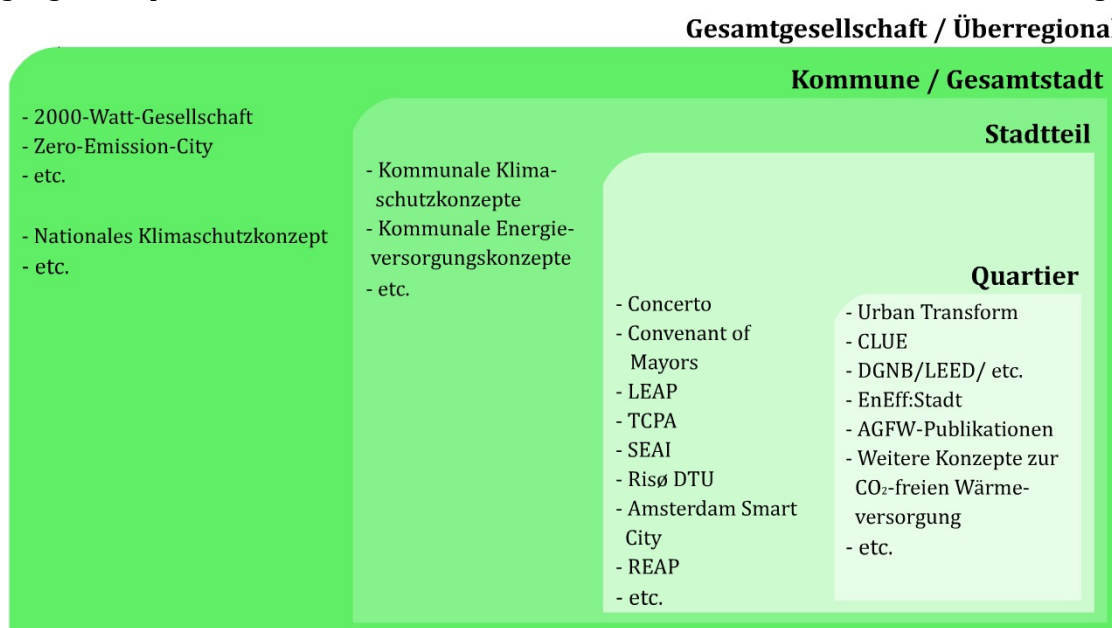 Gesamtgesellschaft / Überregional
Kommune / Gesamtstadt
- 2000-Watt-Gesellschaft
- Zero-Emission-City
- etc.
- Nationales Klimaschutzkonzept
- etc.
Stadtteil
- Kommunale Klima-
schutzkonzepte
- Kommunale Energie-
versorgungskonzepte
- etc.
Quartier
- Concerto
- Convenant of
Mayors
- LEAP
- TCPA
- SEAI
- Risø DTU
- Amsterdam Smart
City
- REAP
- etc.
- Urban Transform
- CLUE
- DGNB/LEED/ etc.
- EnEff:Stadt
- AGFW-Publikationen
- Weitere Konzepte zur
CO₂-freien Wärme-
versorgung
- etc.